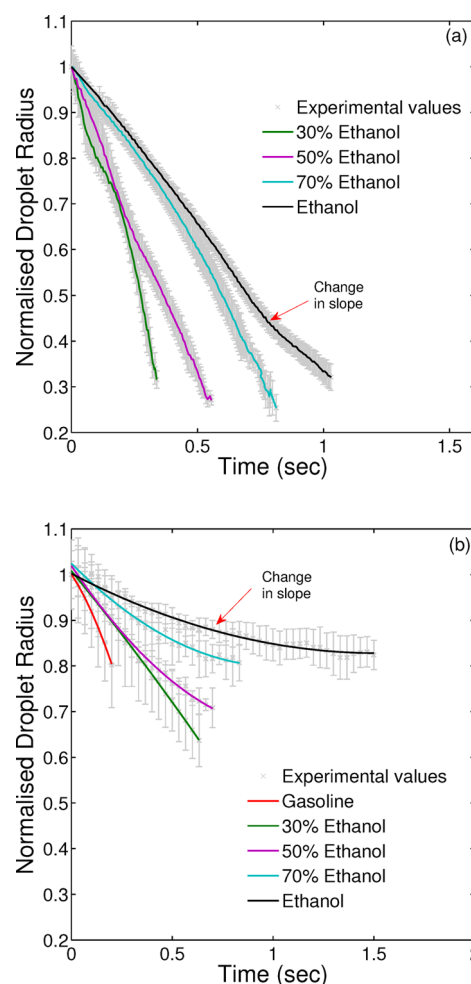 (a)
1.1
1
0.9
0.8
0.7
0.6
0.5
0.4
0.3
0.2
Normalised Droplet Radius
Experimental values
30% Ethanol
50% Ethanol
70% Ethanol
Ethanol
Change
in slope
0 0.5 1 1.5
Time (sec)
(b)
1.1
1
0.9
0.8
0.7
0.6
0.5
0.4
0.3
0.2
Normalised Droplet Radius
Change
in slope
Experimental values
Gasoline
30% Ethanol
50% Ethanol
70% Ethanol
Ethanol
0 0.5 1 1.5
Time (sec)